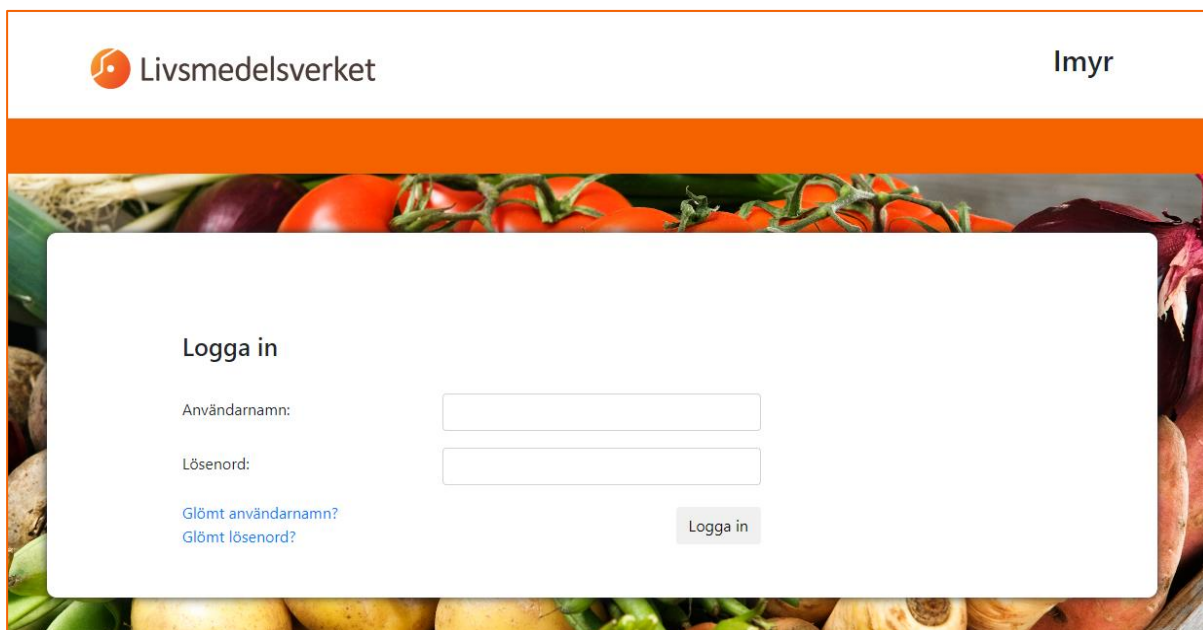 Livsmedelsverket
Imyr
Logga in
Användarnamn:
Lösenord:
Glömt användarnamn?
Glömt lösenord?
Logga in